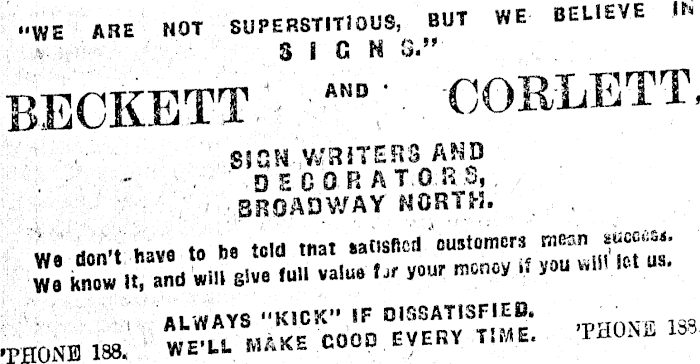 "WE ARE NOT SUPERSTITIOUS, BUT WE BELIEVE IN
SIGNS."
BECKETT AND CORLETT,
SIGN WRITERS AND
DECORATORS,
BROADWAY NORTH.
We don't have to be told that satisfied customers mean success.
We know it, and will give full value for your money if you will let us.
ALWAYS "KICK" IF DISSATISFIED.
'PHONE 188. WE'LL MAKE GOOD EVERY TIME. 'PHONE 188.